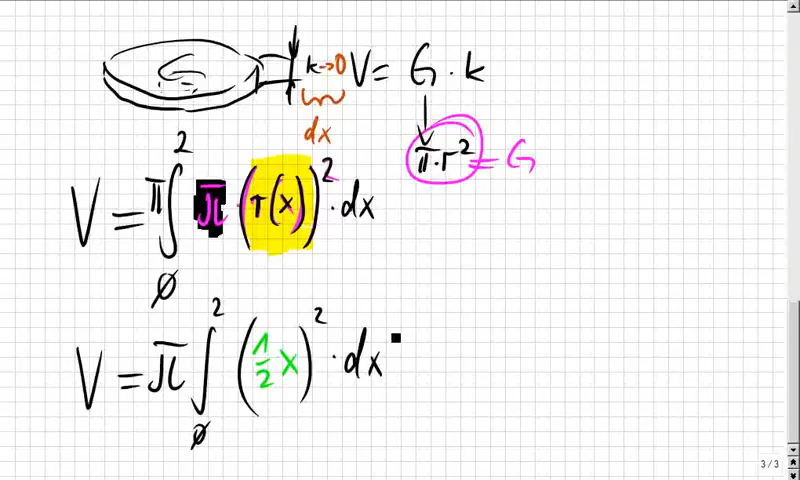 G k→0 V = G · k
dx
π · r² = G
V = π ∫₀² π (r(x))² · dx
V = π ∫₀² (1/2 x)² · dx
3 / 3